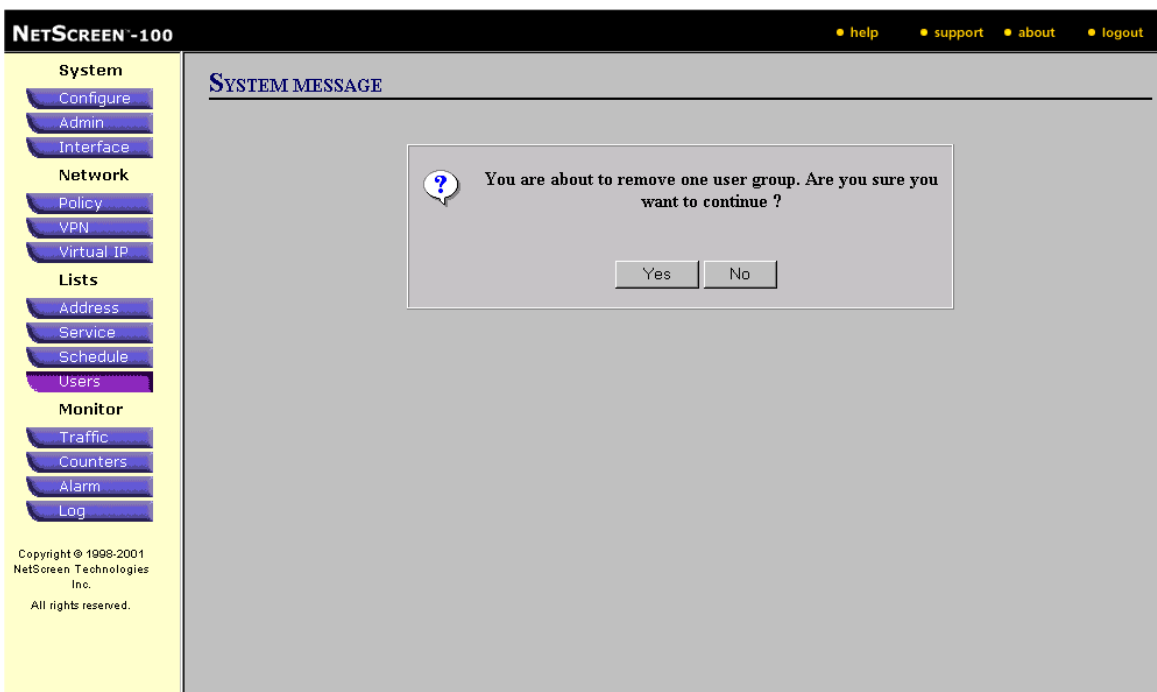 NETSCREEN™-100
help support about logout
System
Configure
Admin
Interface
Network
Policy
VPN
Virtual IP
Lists
Address
Service
Schedule
Users
Monitor
Traffic
Counters
Alarm
Log
Copyright © 1998-2001
NetScreen Technologies
Inc.
All rights reserved.
SYSTEM MESSAGE
?
You are about to remove one user group. Are you sure you
want to continue ?
Yes No